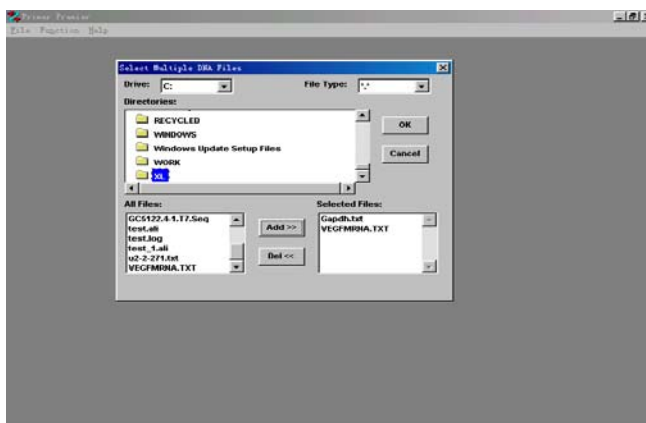 Primer Premier
File Function Help
Select Multiple DNA Files
Drive: C: File Type: *.*
Directories:
RECYCLED
WINDOWS
Windows Update Setup Files
WORK
XL
OK
Cancel
All Files: Selected Files:
GC5122.4-1.T7.Seq
test.ali
test.log
test_1.ali
u2-2-271.txt
VEGFMRNA.TXT
Add >>
Del <<
Gapdh.txt
VEGFMRNA.TXT